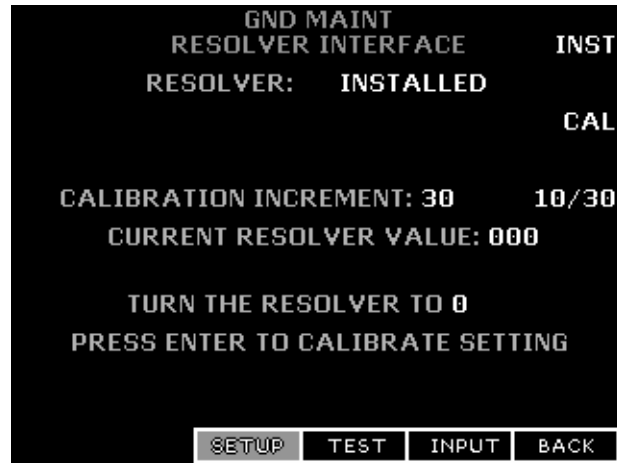 GND MAINT
RESOLVER INTERFACE INST
RESOLVER: INSTALLED
CAL
CALIBRATION INCREMENT: 30 10/30
CURRENT RESOLVER VALUE: 000
TURN THE RESOLVER TO 0
PRESS ENTER TO CALIBRATE SETTING
SETUP TEST INPUT BACK